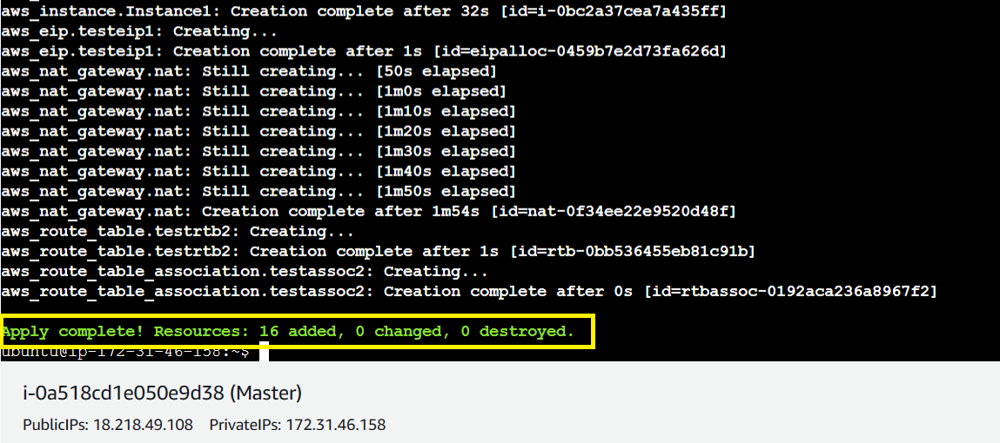 aws_instance.Instance1: Creation complete after 32s [id=i-0bc2a37cea7a435ff]
aws_eip.testeip1: Creating...
aws_eip.testeip1: Creation complete after 1s [id=eipalloc-0459b7e2d73fa626d]
aws_nat_gateway.nat: Still creating... [50s elapsed]
aws_nat_gateway.nat: Still creating... [1m0s elapsed]
aws_nat_gateway.nat: Still creating... [1m10s elapsed]
aws_nat_gateway.nat: Still creating... [1m20s elapsed]
aws_nat_gateway.nat: Still creating... [1m30s elapsed]
aws_nat_gateway.nat: Still creating... [1m40s elapsed]
aws_nat_gateway.nat: Still creating... [1m50s elapsed]
aws_nat_gateway.nat: Creation complete after 1m54s [id=nat-0f34ee22e9520d48f]
aws_route_table.testrtb2: Creating...
aws_route_table.testrtb2: Creation complete after 1s [id=rtb-0bb536455eb81c91b]
aws_route_table_association.testassoc2: Creating...
aws_route_table_association.testassoc2: Creation complete after 0s [id=rtbassoc-0192aca236a8967f2]
Apply complete! Resources: 16 added, 0 changed, 0 destroyed.
ubuntu@ip-172-31-46-158:~$
i-0a518cd1e050e9d38 (Master)
PublicIPs: 18.218.49.108 PrivateIPs: 172.31.46.158